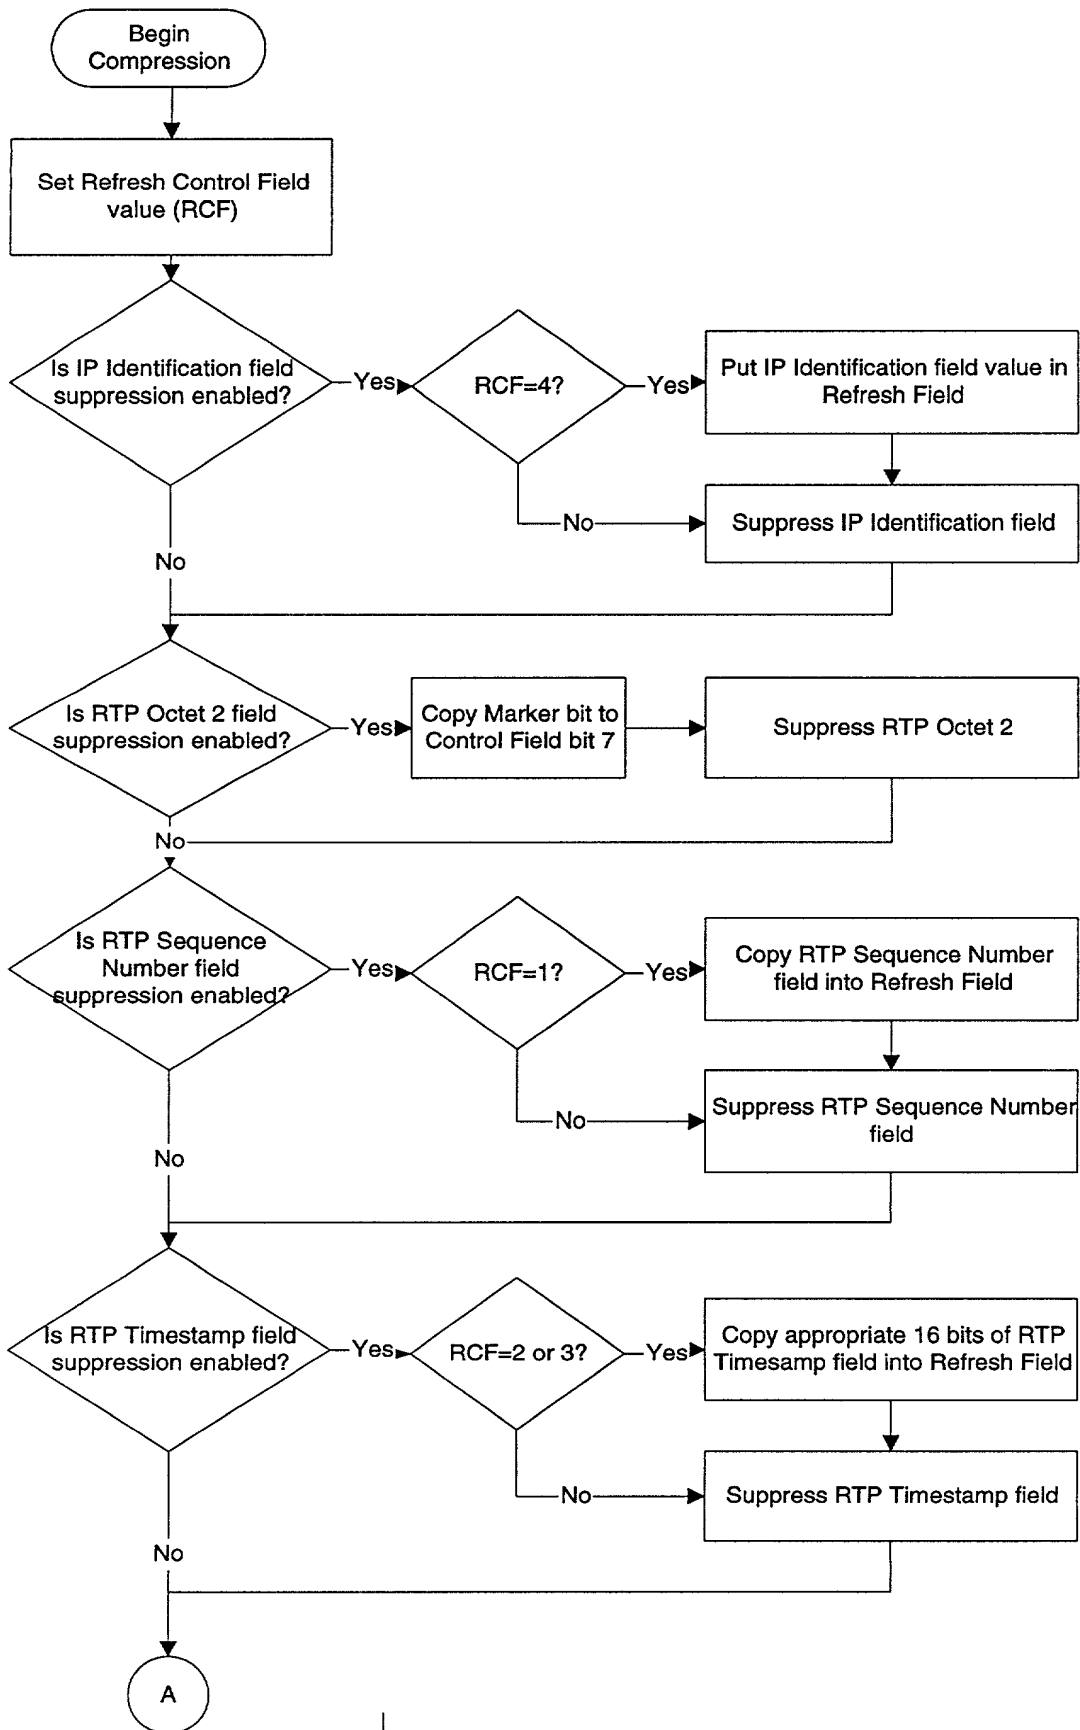 Begin
Compression
Set Refresh Control Field
value (RCF)
Is IP Identification field
suppression enabled?
Yes
RCF=4?
Yes
Put IP Identification field value in
Refresh Field
No
Suppress IP Identification field
No
Is RTP Octet 2 field
suppression enabled?
Yes
Copy Marker bit to
Control Field bit 7
Suppress RTP Octet 2
No
Is RTP Sequence
Number field
suppression enabled?
Yes
RCF=1?
Yes
Copy RTP Sequence Number
field into Refresh Field
No
Suppress RTP Sequence Number
field
No
Is RTP Timestamp field
suppression enabled?
Yes
RCF=2 or 3?
Yes
Copy appropriate 16 bits of RTP
Timesamp field into Refresh Field
No
Suppress RTP Timestamp field
No
A